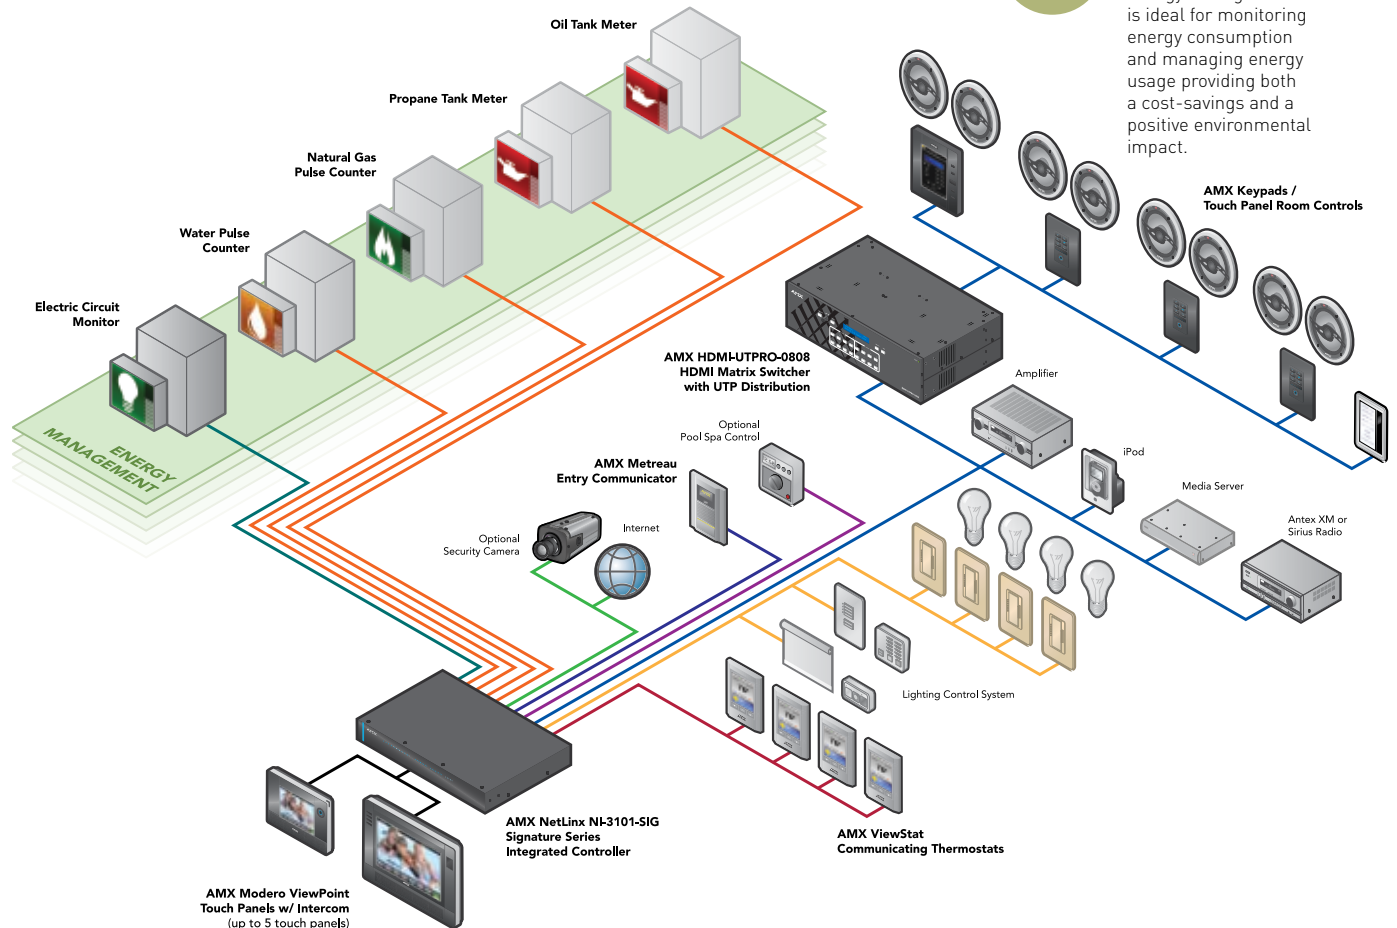 is ideal for monitoring
energy consumption
and managing energy
usage providing both
a cost-savings and a
positive environmental
impact.
Oil Tank Meter
Propane Tank Meter
Natural Gas
Pulse Counter
Water Pulse
Counter
Electric Circuit
Monitor
ENERGY
MANAGEMENT
AMX Keypads /
Touch Panel Room Controls
AMX HDMI-UTPRO-0808
HDMI Matrix Switcher
with UTP Distribution
Amplifier
Optional
Pool Spa Control
iPod
AMX Metreau
Entry Communicator
Media Server
Antex XM or
Sirius Radio
Internet
Optional
Security Camera
Lighting Control System
AMX NetLinx NI-3101-SIG
Signature Series
Integrated Controller
AMX ViewStat
Communicating Thermostats
AMX Modero ViewPoint
Touch Panels w/ Intercom
(up to 5 touch panels)